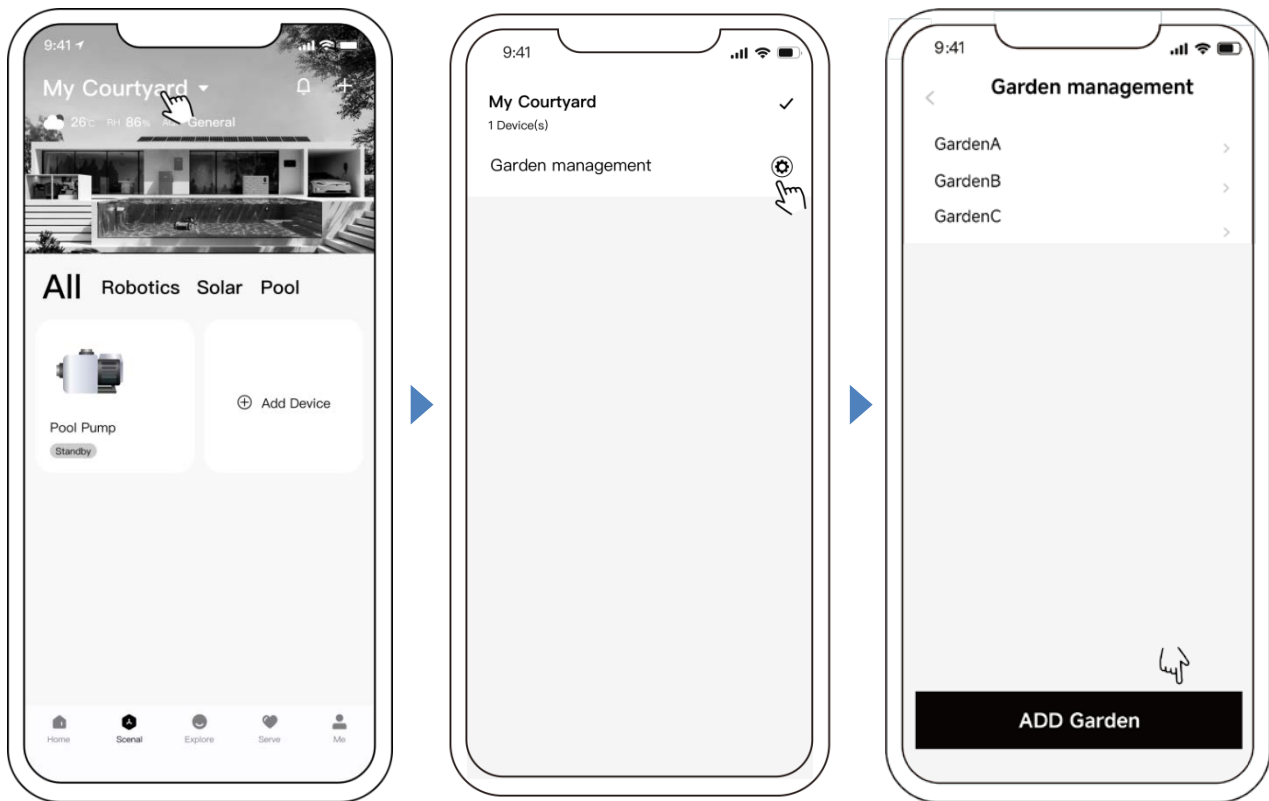 9:41
My Courtyard
26°C RH 86% General
All Robotics Solar Pool
Pool Pump
Standby
Add Device
Home Scenal Explore Serve Me
9:41
My Courtyard
1 Device(s)
Garden management
9:41
Garden management
GardenA
GardenB
GardenC
ADD Garden